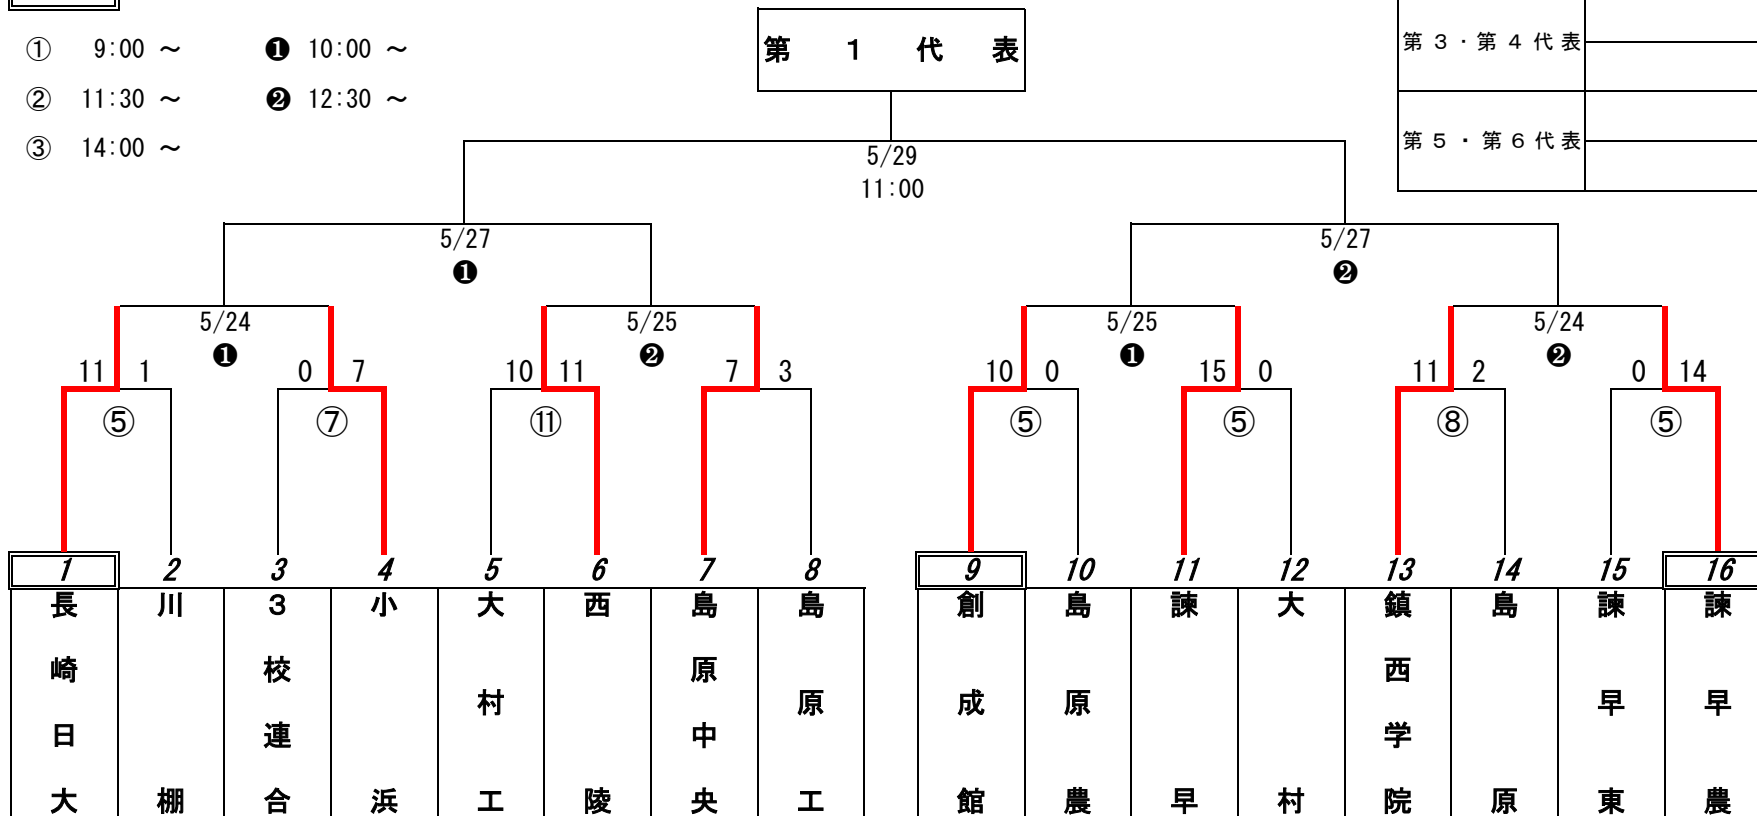 ① 9:00 ～ ❶ 10:00 ～
② 11:30 ～ ❷ 12:30 ～
③ 14:00 ～
第 1 代 表
第 3 ・ 第 4 代 表
第 5 ・ 第 6 代 表
5/29
11:00
5/27
❶
5/27
❷
5/24
❶
5/25
❷
5/25
❶
5/24
❷
11 1 0 7 10 11 7 3 10 0 15 0 11 2 0 14
⑤ ⑦ ⑪ ⑤ ⑤ ⑧ ⑤
1 2 3 4 5 6 7 8 9 10 11 12 13 14 15 16
長崎日大
川棚
３校連合
小浜
大村工
西陵
島原中央
島原工
創成館
島原農
諫早
大村
鎮西学院
島原
諫早東
諫早農